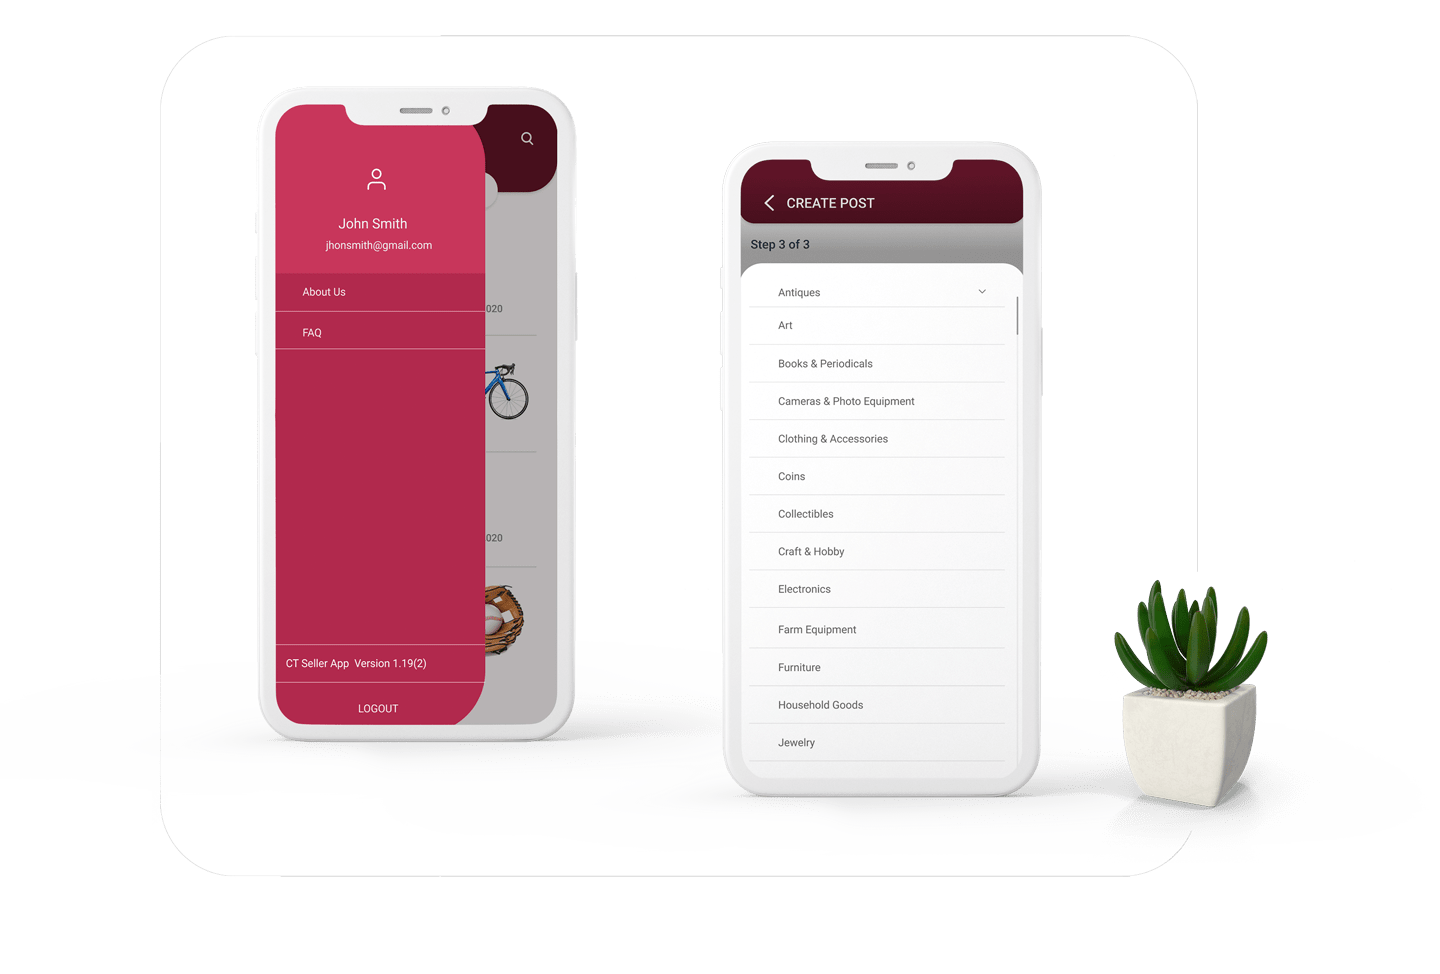 John Smith
jhonsmith@gmail.com
About Us
FAQ
CT Seller App Version 1.19(2)
LOGOUT
020
020
CREATE POST
Step 3 of 3
Antiques
Art
Books & Periodicals
Cameras & Photo Equipment
Clothing & Accessories
Coins
Collectibles
Craft & Hobby
Electronics
Farm Equipment
Furniture
Household Goods
Jewelry